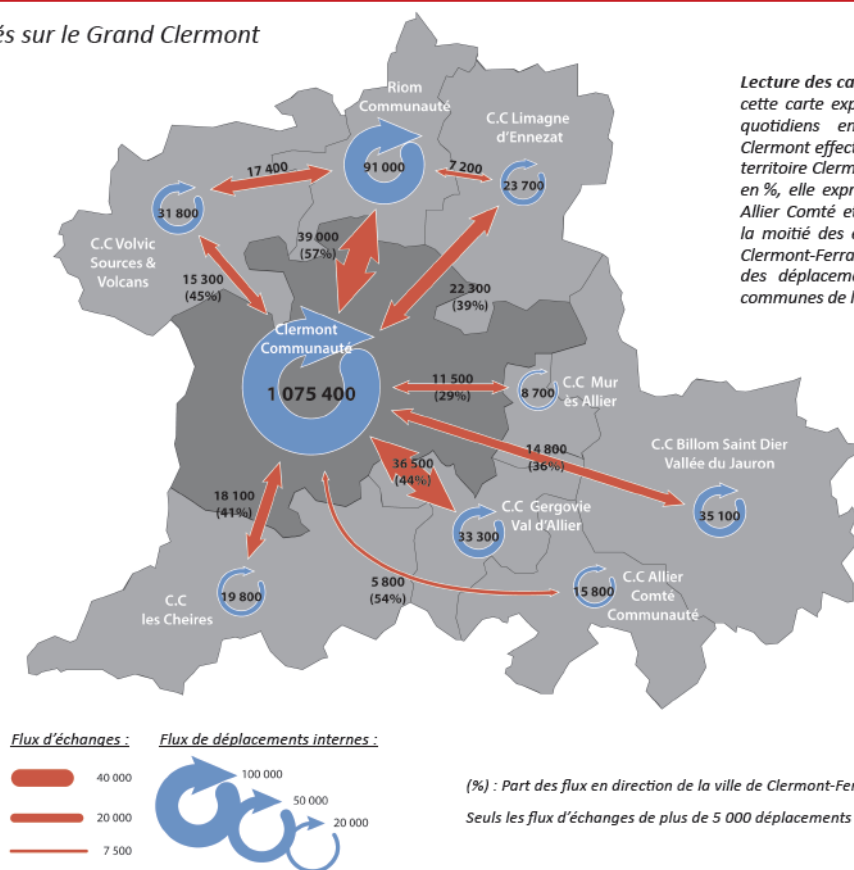 és sur le Grand Clermont
Lecture des ca
cette carte exp
quotidiens en
Clermont effect
territoire Clerm
en %, elle expr
Allier Comté et
la moitié des
Clermont-Ferra
des déplaceme
communes de l
Riom
Communauté
91 000
C.C Limagne
d'Ennezat
23 700
17 400
7 200
31 800
C.C Volvic
Sources &
Volcans
39 000
(57%)
15 300
(45%)
22 300
(39%)
Clermont
Communauté
1 075 400
11 500
(29%)
8 700
C.C Mur
ès Allier
14 800
(36%)
C.C Billom Saint Dier
Vallée du Jauron
35 100
36 500
(44%)
C.C Gergovie
Val d'Allier
33 300
18 100
(41%)
C.C
les Cheires
19 800
5 800
(54%)
15 800
C.C Allier
Comté
Communauté
Flux d'échanges :
40 000
20 000
7 500
Flux de déplacements internes :
100 000
50 000
20 000
(%) : Part des flux en direction de la ville de Clermont-Fer
Seuls les flux d'échanges de plus de 5 000 déplacements